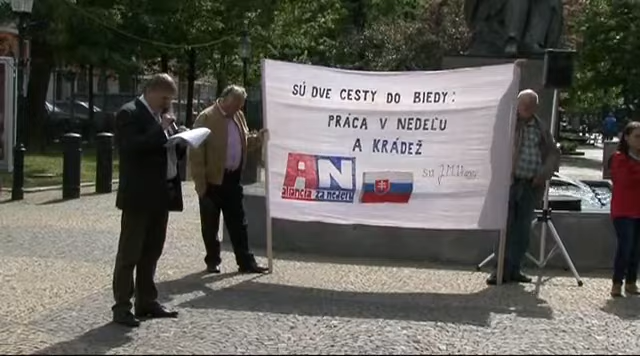 SÚ DVE CESTY DO BIEDY:
PRÁCA V NEDEĽU
A KRÁDEŽ
AN
aliancia za nedeľu